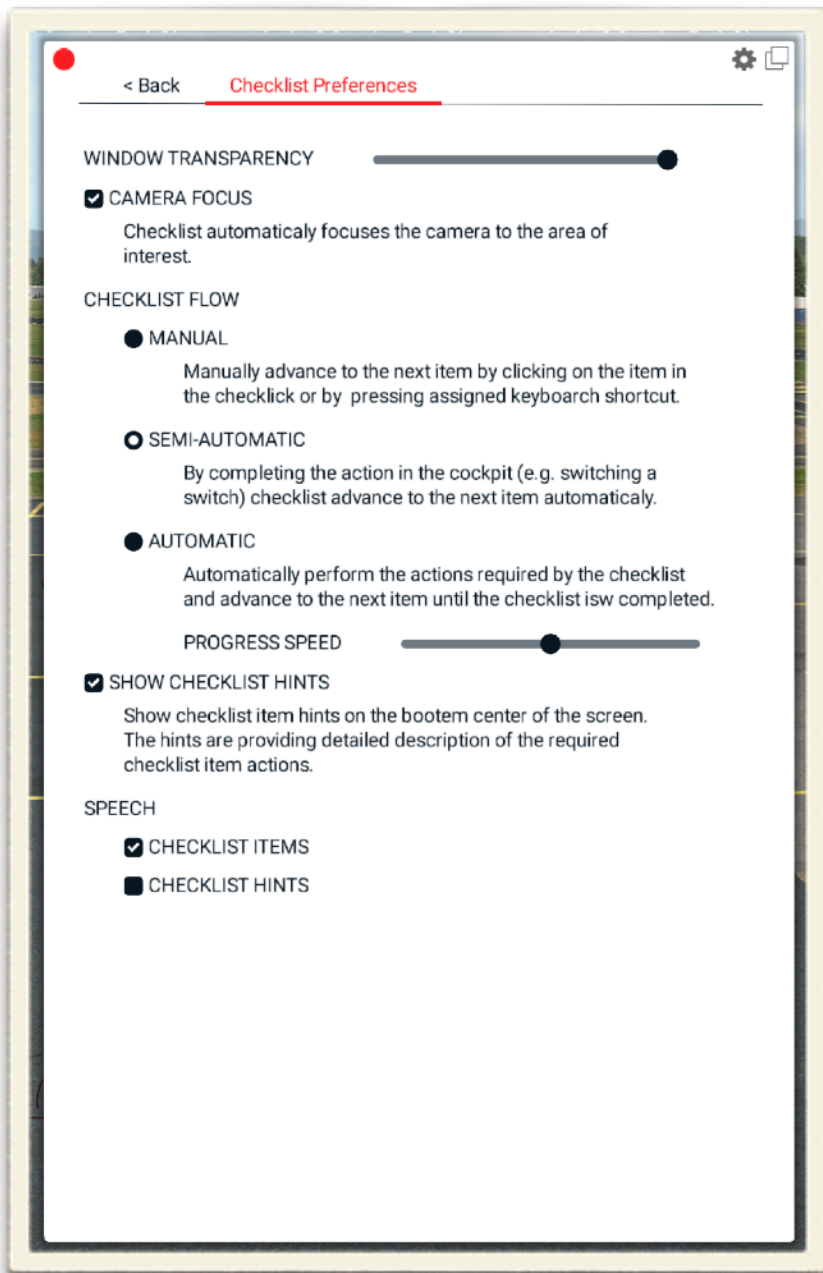 < Back Checklist Preferences
WINDOW TRANSPARENCY
CAMERA FOCUS
Checklist automaticaly focuses the camera to the area of
interest.
CHECKLIST FLOW
MANUAL
Manually advance to the next item by clicking on the item in
the checklick or by pressing assigned keyboarch shortcut.
SEMI-AUTOMATIC
By completing the action in the cockpit (e.g. switching a
switch) checklist advance to the next item automaticaly.
AUTOMATIC
Automatically perform the actions required by the checklist
and advance to the next item until the checklist isw completed.
PROGRESS SPEED
SHOW CHECKLIST HINTS
Show checklist item hints on the bootem center of the screen.
The hints are providing detailed description of the required
checklist item actions.
SPEECH
CHECKLIST ITEMS
CHECKLIST HINTS